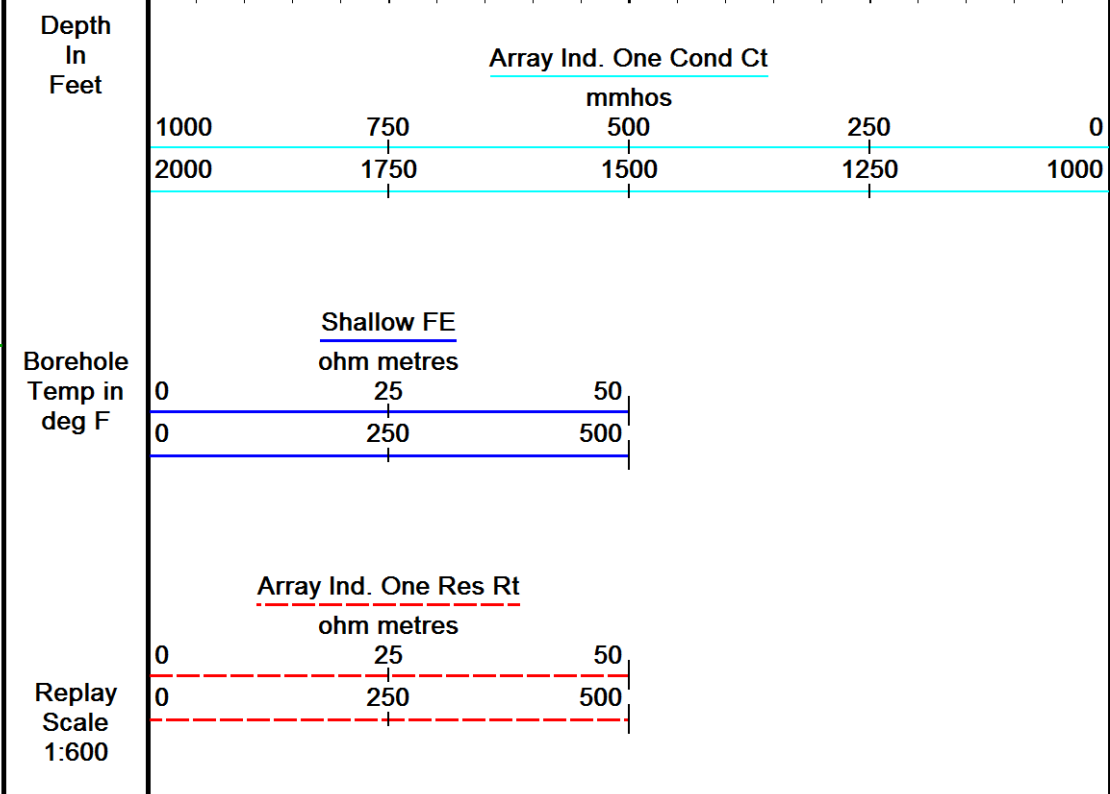 Depth
In
Feet
Array Ind. One Cond Ct
mmhos
1000 750 500 250 0
2000 1750 1500 1250 1000
Shallow FE
ohm metres
Borehole
Temp in
deg F
0 25 50
0 250 500
Array Ind. One Res Rt
ohm metres
0 25 50
0 250 500
Replay
Scale
1:600